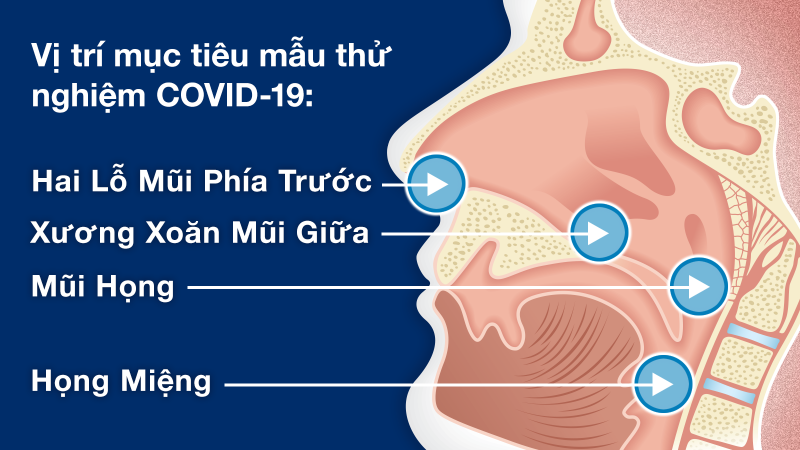 Vị trí mục tiêu mẫu thử
nghiệm COVID-19:
Hai Lỗ Mũi Phía Trước
Xương Xoăn Mũi Giữa
Mũi Họng
Họng Miệng